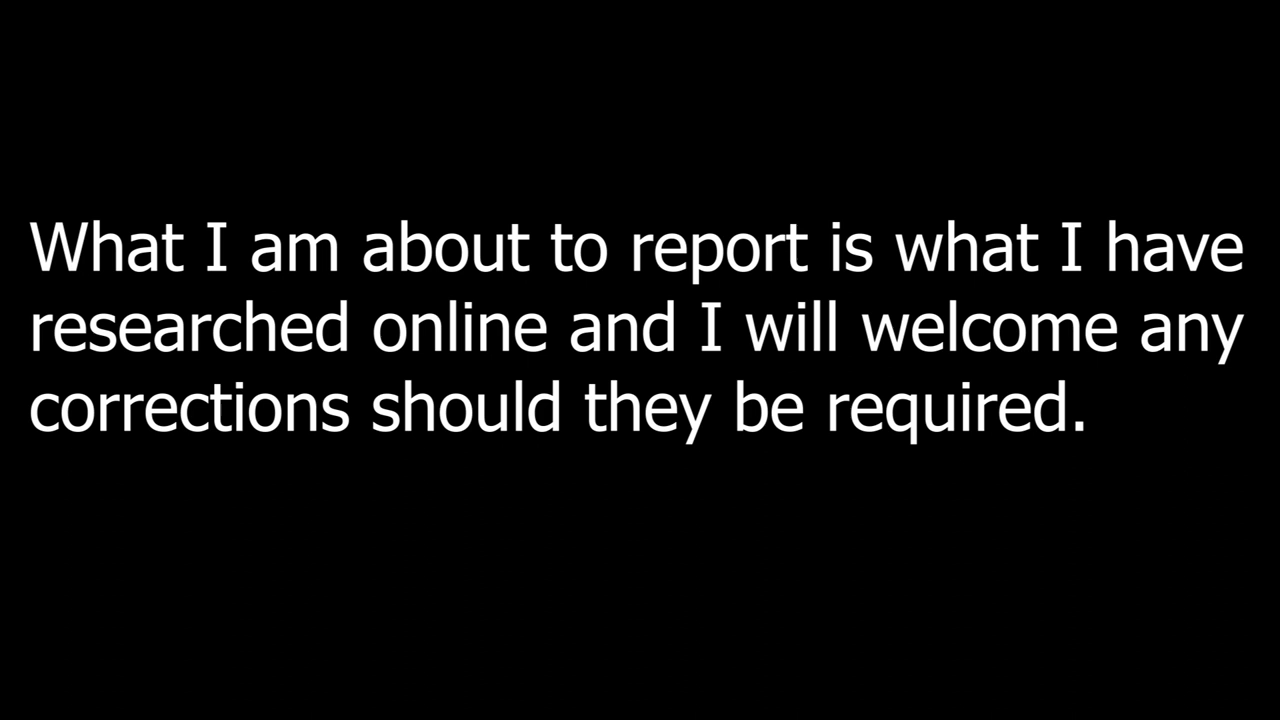 What I am about to report is what I have
researched online and I will welcome any
corrections should they be required.